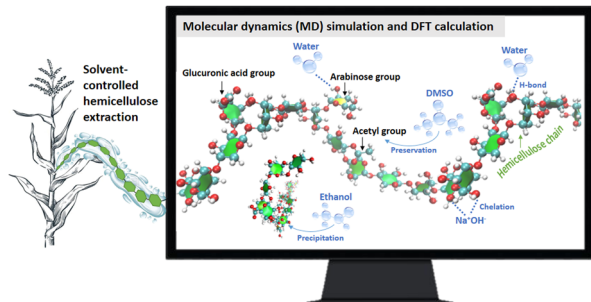 Molecular dynamics (MD) simulation and DFT calculation
Solvent-
controlled
hemicellulose
extraction
Water
Glucuronic acid group
Arabinose group
DMSO
Acetyl group
Preservation
Water
H-bond
Hemicellulose chain
Ethanol
Precipitation
Chelation
Na⁺OH⁻